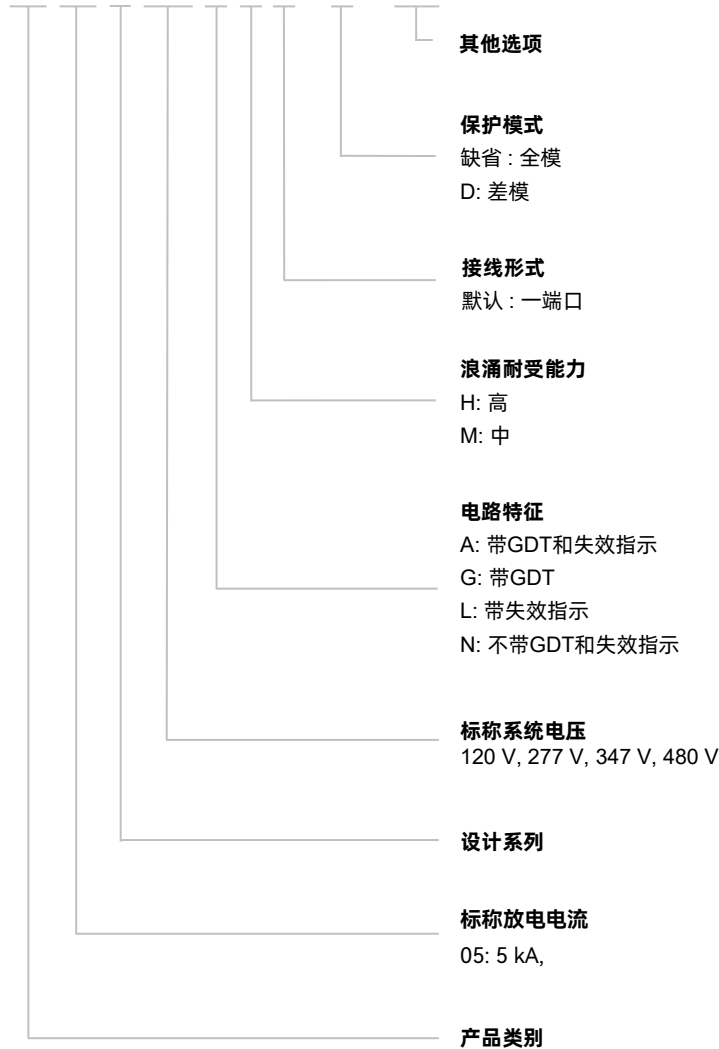 其他选项
保护模式
缺省 : 全模
D: 差模
接线形式
默认 : 一端口
浪涌耐受能力
H: 高
M: 中
电路特征
A: 带GDT和失效指示
G: 带GDT
L: 带失效指示
N: 不带GDT和失效指示
标称系统电压
120 V, 277 V, 347 V, 480 V
设计系列
标称放电电流
05: 5 kA,
产品类别